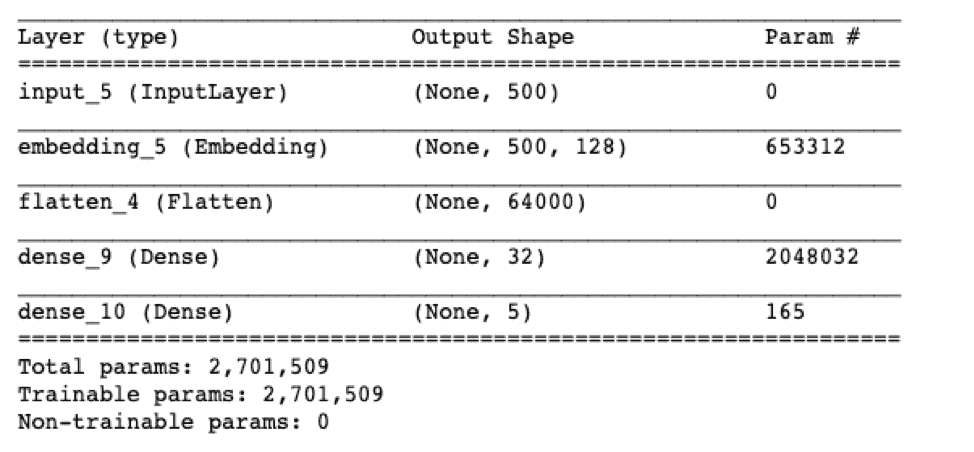 Layer (type) Output Shape Param #
=================================================================
input_5 (InputLayer) (None, 500) 0
embedding_5 (Embedding) (None, 500, 128) 653312
flatten_4 (Flatten) (None, 64000) 0
dense_9 (Dense) (None, 32) 2048032
dense_10 (Dense) (None, 5) 165
=================================================================
Total params: 2,701,509
Trainable params: 2,701,509
Non-trainable params: 0